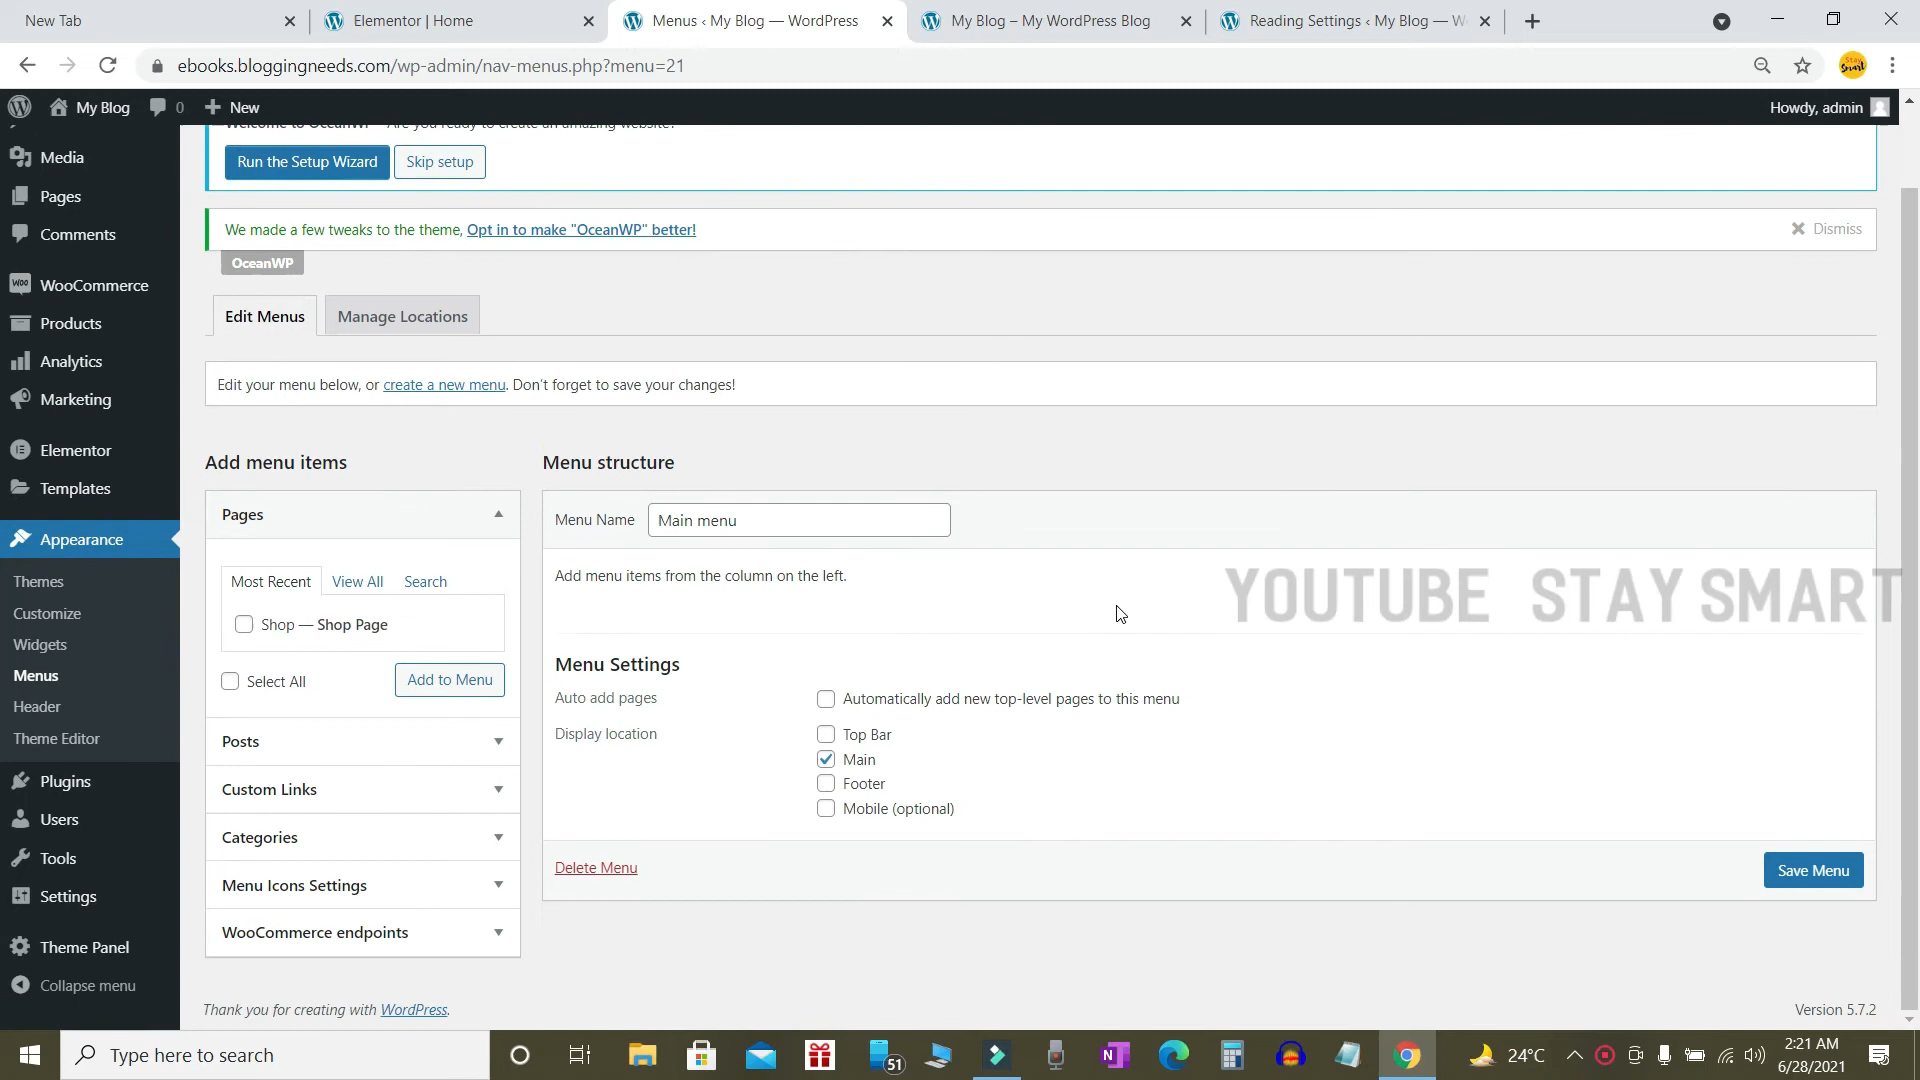 New Tab
Elementor | Home
Menus ‹ My Blog — WordPress
My Blog – My WordPress Blog
Reading Settings ‹ My Blog — W
ebooks.bloggingneeds.com/wp-admin/nav-menus.php?menu=21
My Blog
0
New
Howdy, admin
Welcome to OceanWP - Are you ready to create an amazing website?
Run the Setup Wizard
Skip setup
We made a few tweaks to the theme, Opt in to make "OceanWP" better!
Dismiss
OceanWP
Media
Pages
Comments
WooCommerce
Products
Analytics
Marketing
Elementor
Templates
Appearance
Themes
Customize
Widgets
Menus
Header
Theme Editor
Plugins
Users
Tools
Settings
Theme Panel
Collapse menu
Edit Menus
Manage Locations
Edit your menu below, or create a new menu. Don't forget to save your changes!
Add menu items
Pages
Most Recent
View All
Search
Shop — Shop Page
Select All
Add to Menu
Posts
Custom Links
Categories
Menu Icons Settings
WooCommerce endpoints
Menu structure
Menu Name
Main menu
Add menu items from the column on the left.
YOUTUBE STAY SMART
Menu Settings
Auto add pages
Automatically add new top-level pages to this menu
Display location
Top Bar
Main
Footer
Mobile (optional)
Delete Menu
Save Menu
Thank you for creating with WordPress.
Version 5.7.2
Type here to search
51
24°C
2:21 AM
6/28/2021